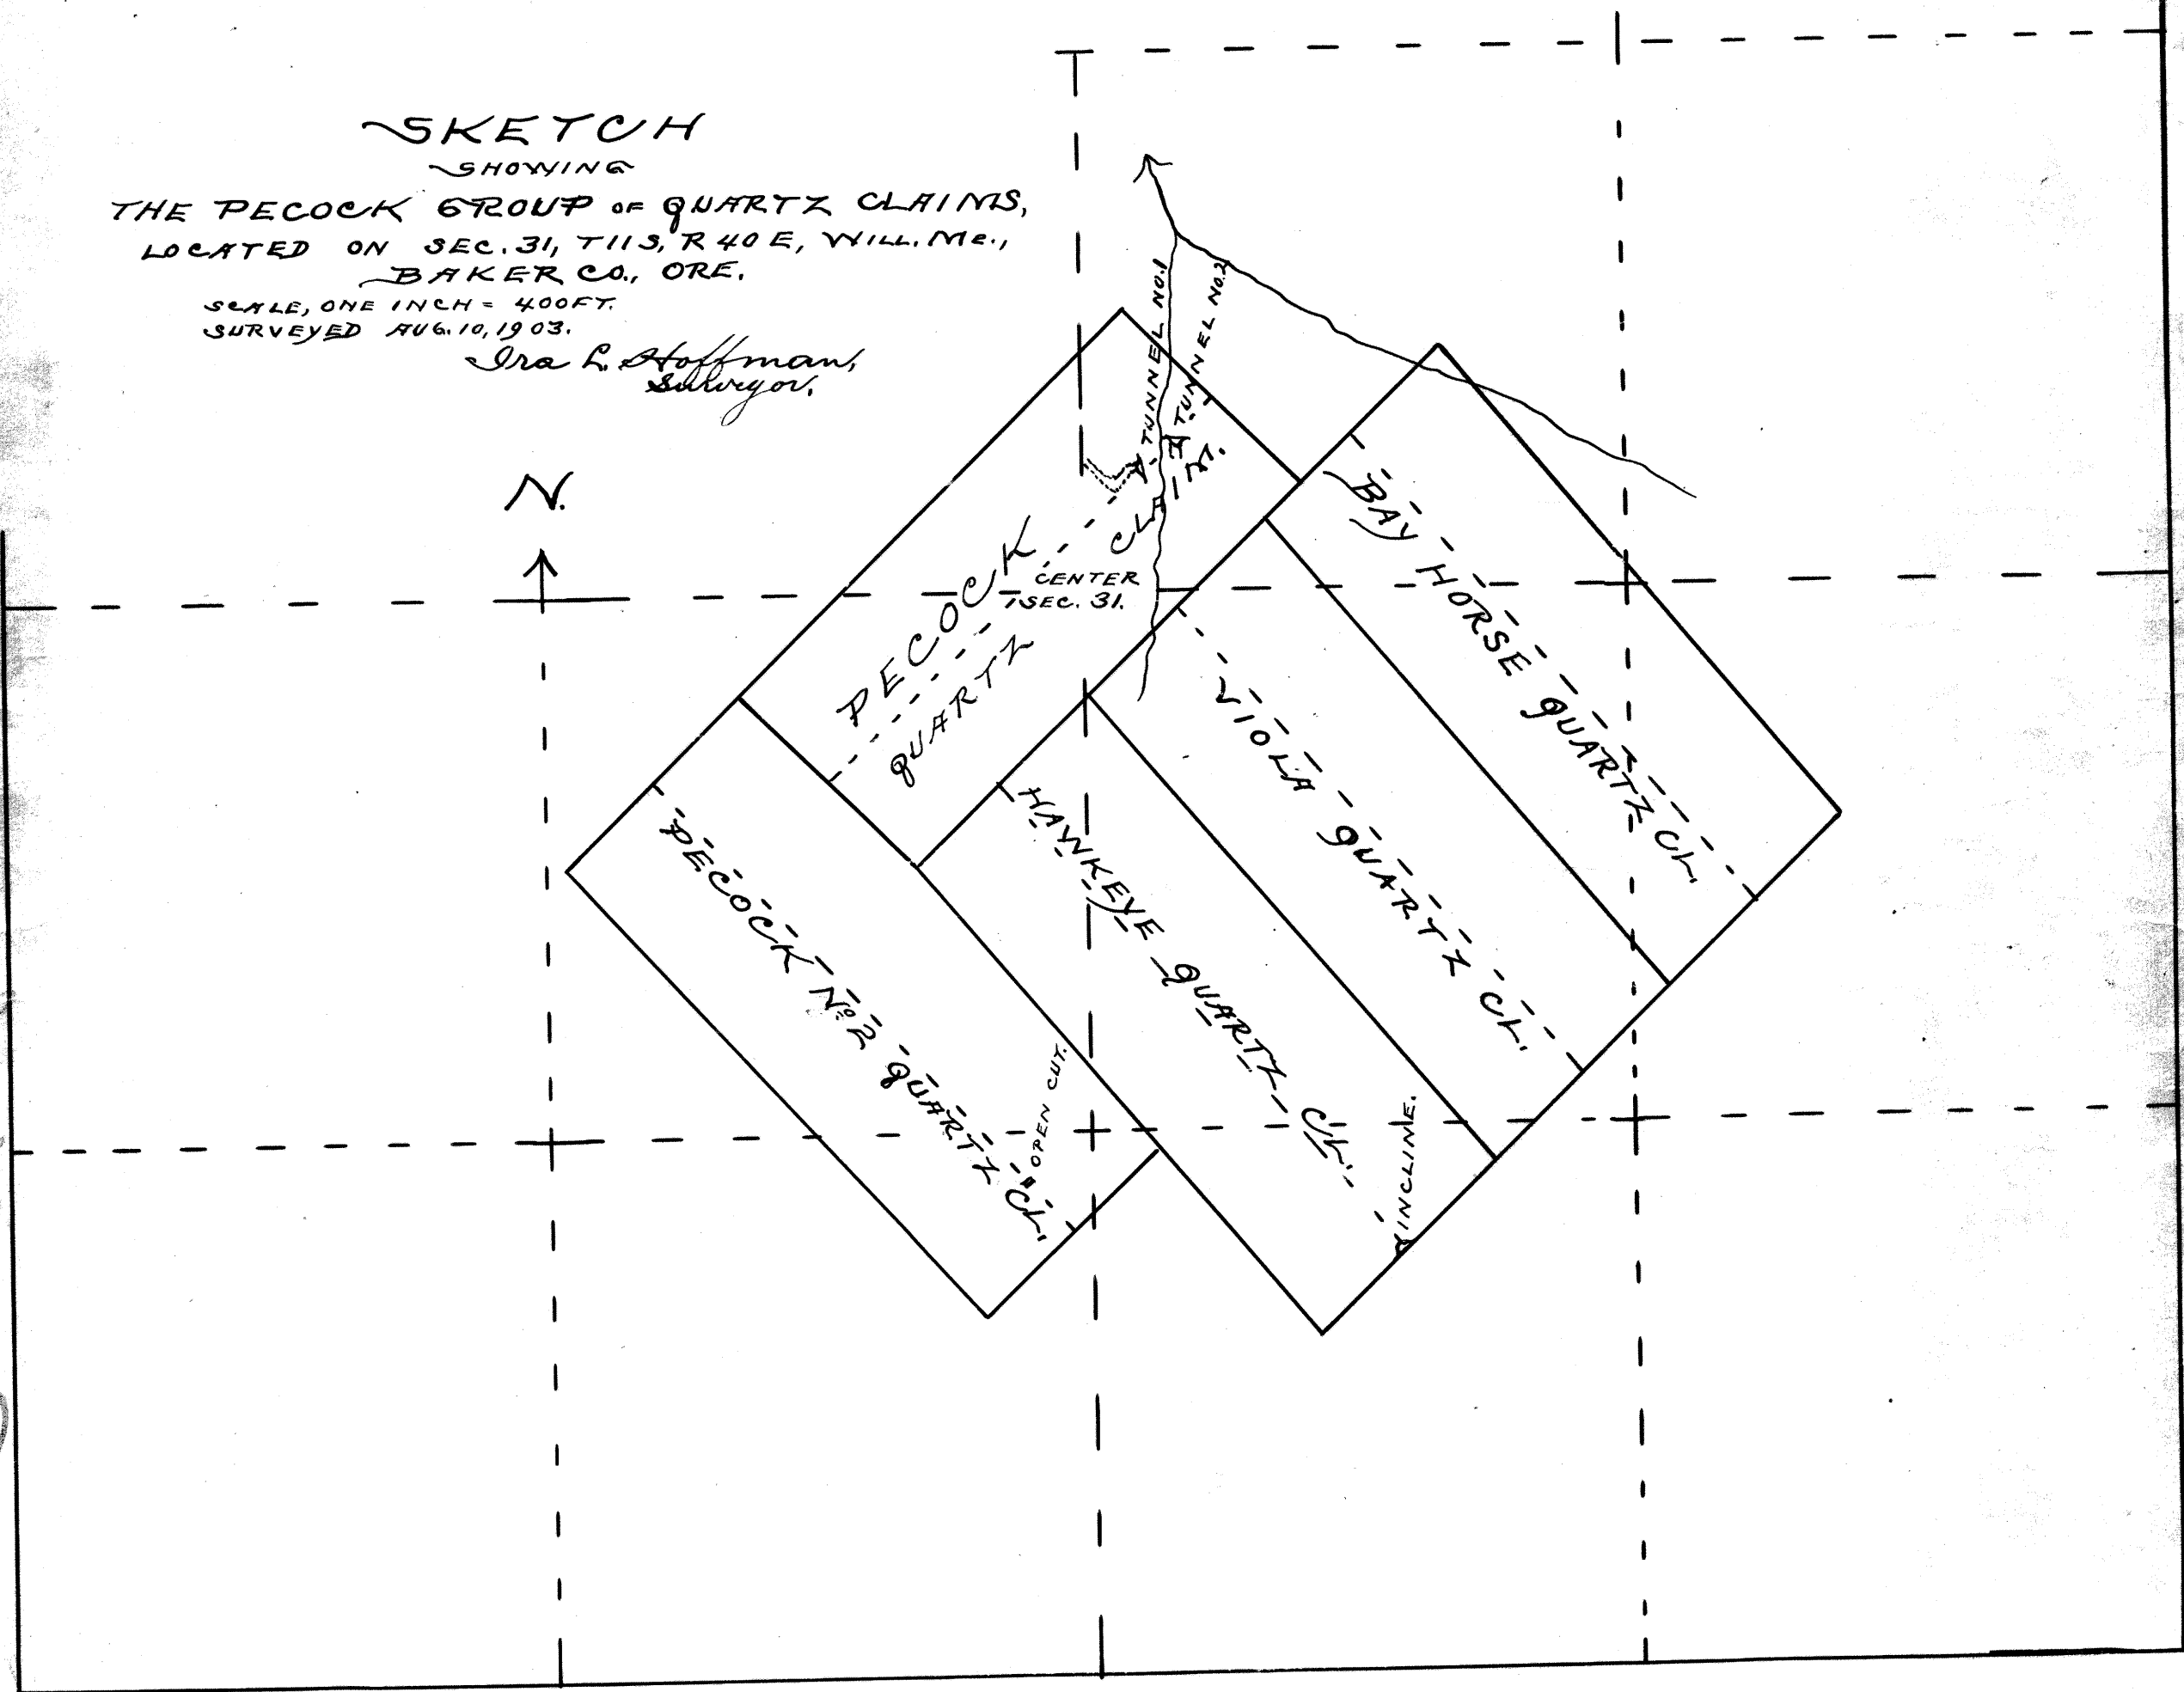 SKETCH
SHOWING
THE PECOCK GROUP OF QUARTZ CLAIMS,
LOCATED ON SEC. 31, T11S, R 40 E, WILL. Me.,
BAKER CO., ORE.
SCALE, ONE INCH = 400FT.
SURVEYED AUG. 10, 1903.
Ira L. Hoffman,
Surveyor.
N.
TUNNEL NO.1
TUNNEL NO.2
PECOCK
QUARTZ CLAIM.
CENTER
SEC. 31.
BAY HORSE QUARTZ CL.
VIOLA QUARTZ CL.
HAWKEYE QUARTZ CL.
PECOCK No 2 QUARTZ CL.
OPEN CUT.
INCLINE.